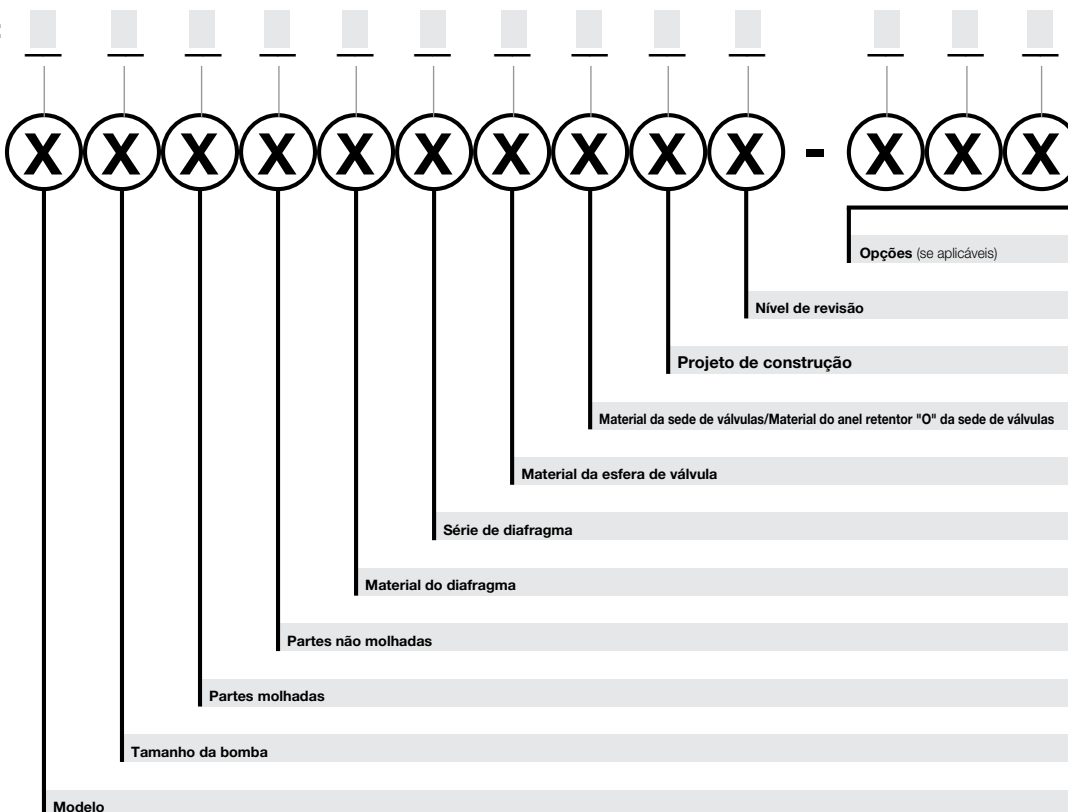 X X X X X X X X X X - X X X
Opções (se aplicáveis)
Nível de revisão
Projeto de construção
Material da sede de válvulas/Material do anel retentor "O" da sede de válvulas
Material da esfera de válvula
Série de diafragma
Material do diafragma
Partes não molhadas
Partes molhadas
Tamanho da bomba
Modelo